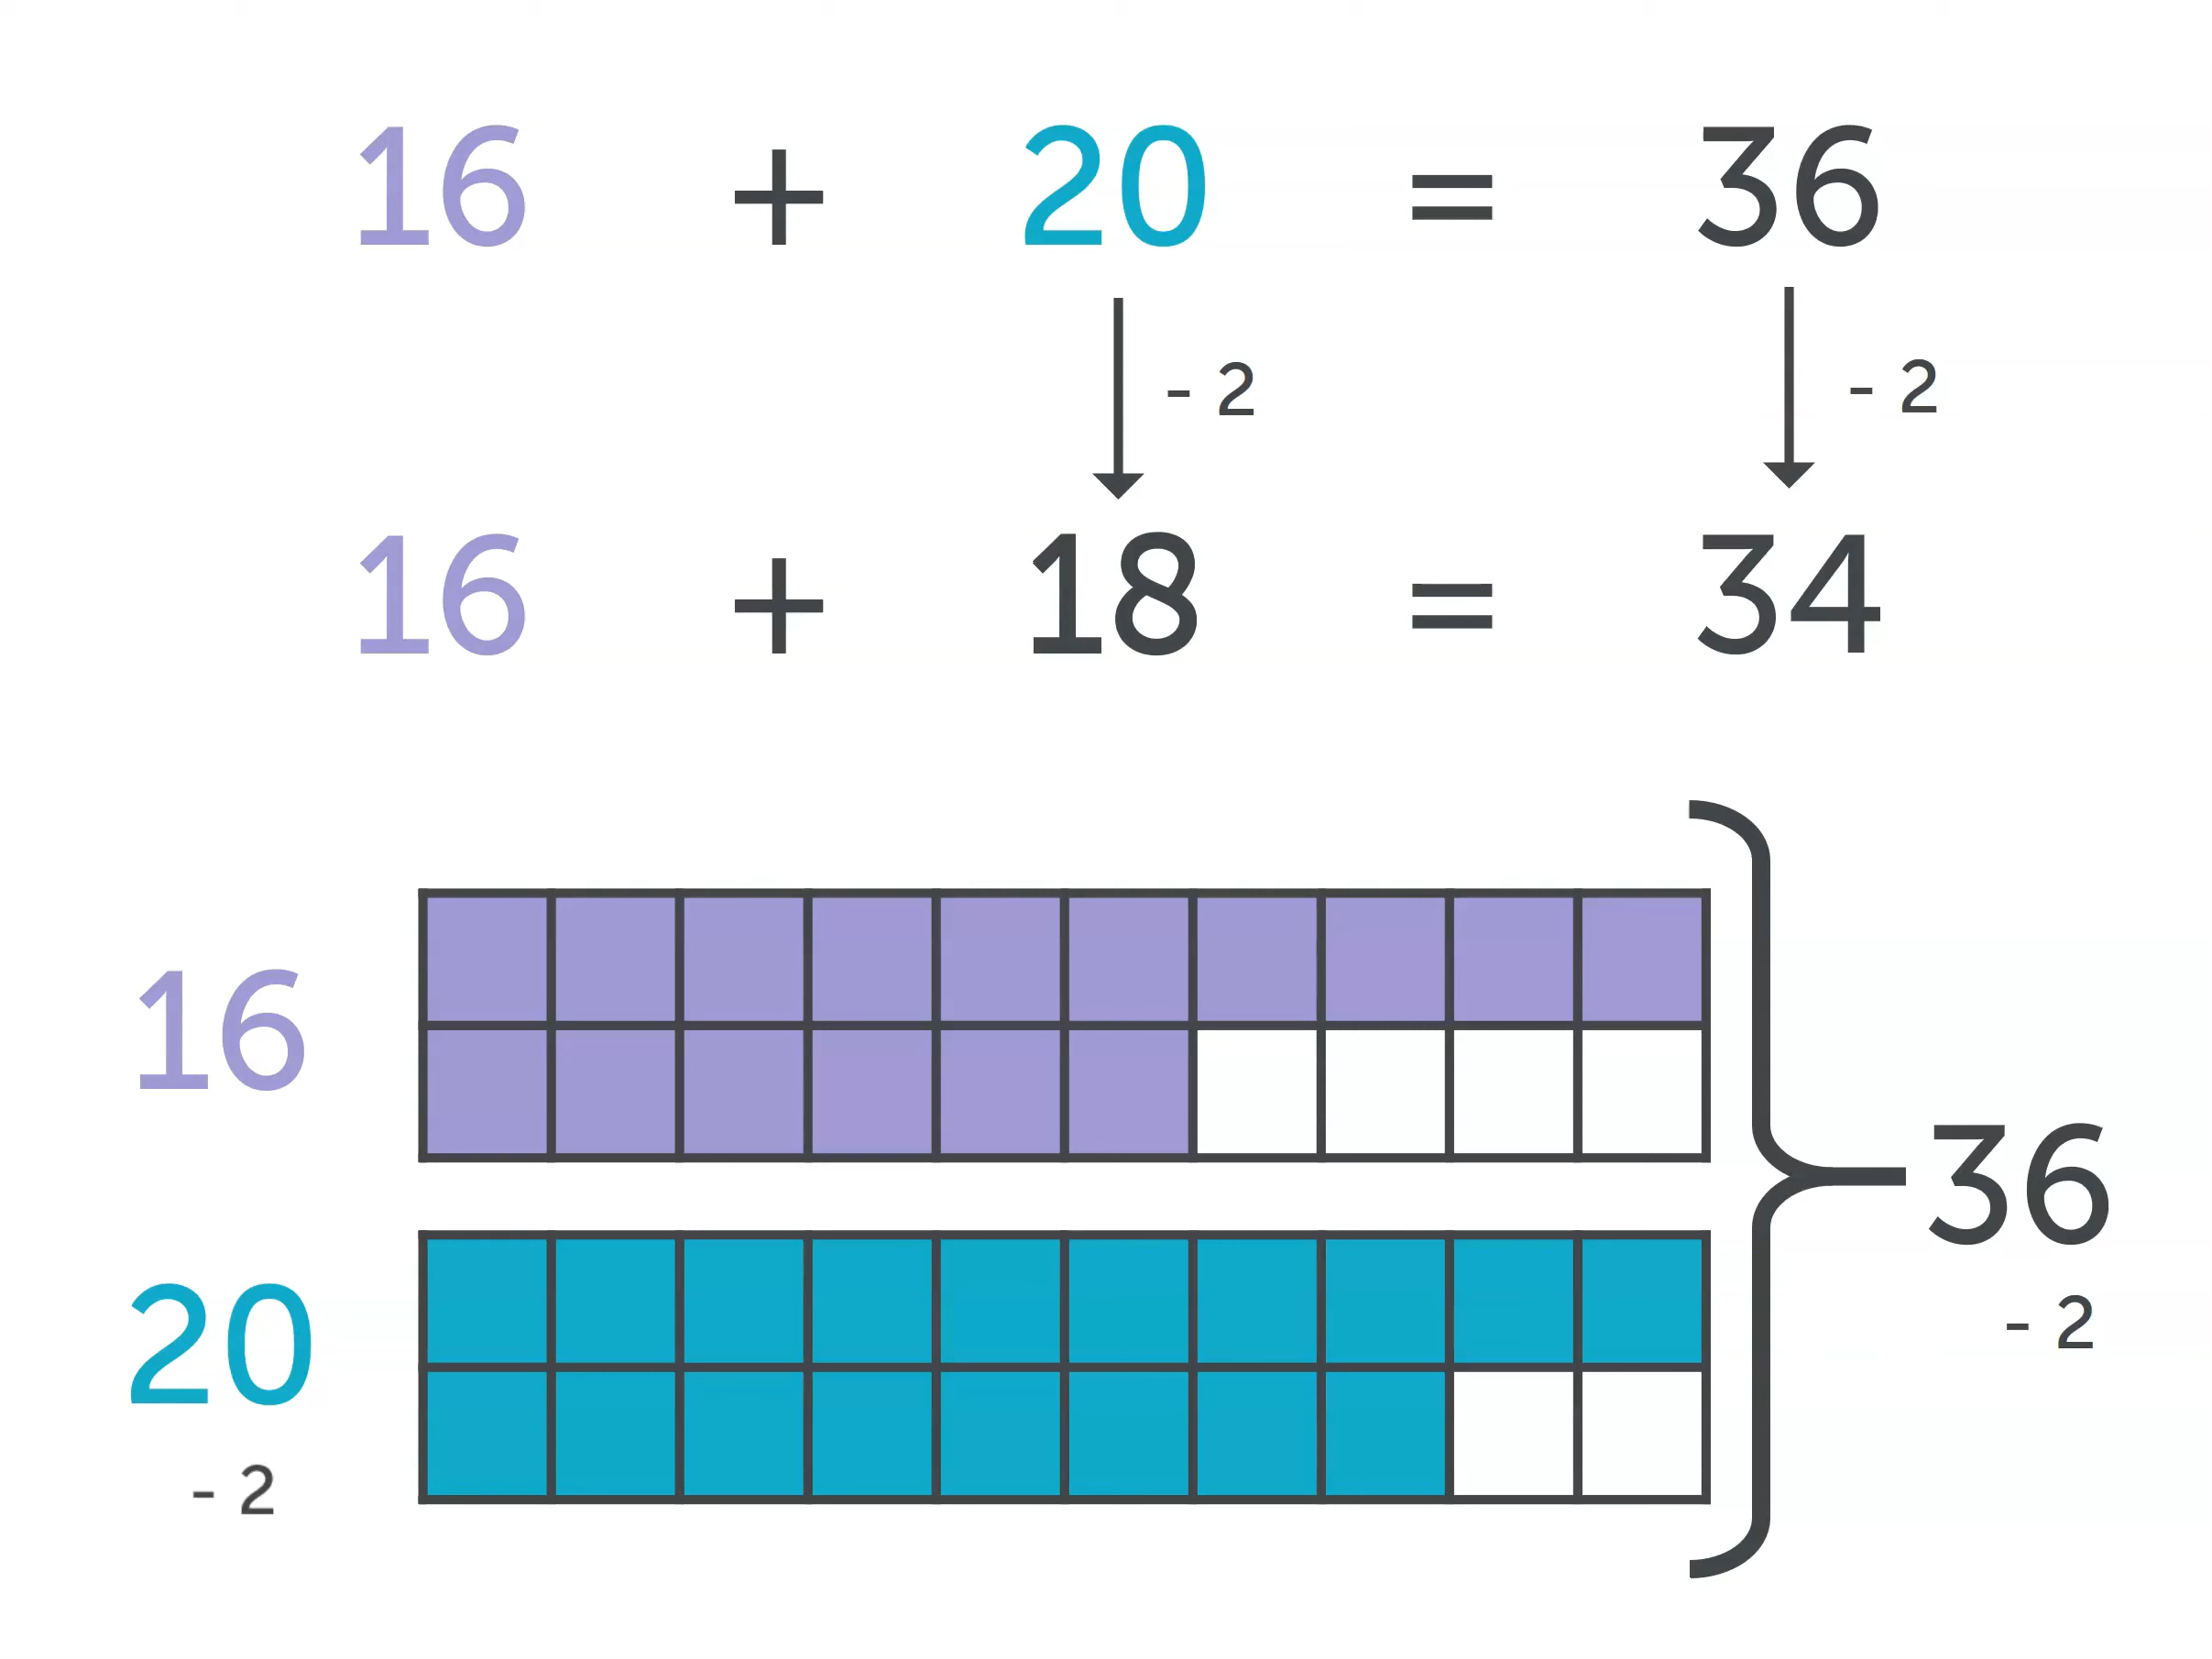 16 + 20 = 36
- 2 - 2
16 + 18 = 34
16
36
- 2
20
- 2